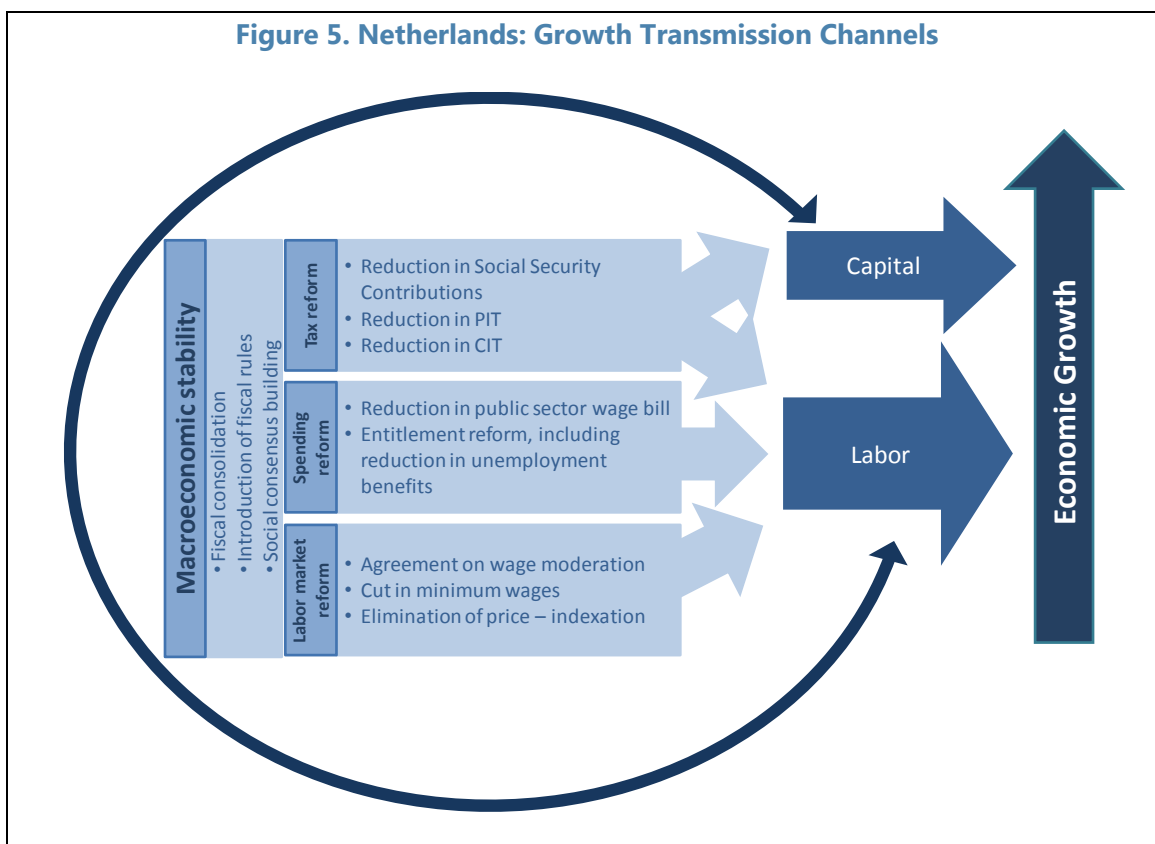 Figure 5. Netherlands: Growth Transmission Channels
Macroeconomic stability
• Fiscal consolidation
• Introduction of fiscal rules
• Social consensus building
Tax reform
• Reduction in Social Security
Contributions
• Reduction in PIT
• Reduction in CIT
Spending
reform
• Reduction in public sector wage bill
• Entitlement reform, including
reduction in unemployment
benefits
Labor market
reform
• Agreement on wage moderation
• Cut in minimum wages
• Elimination of price – indexation
Capital
Labor
Economic Growth